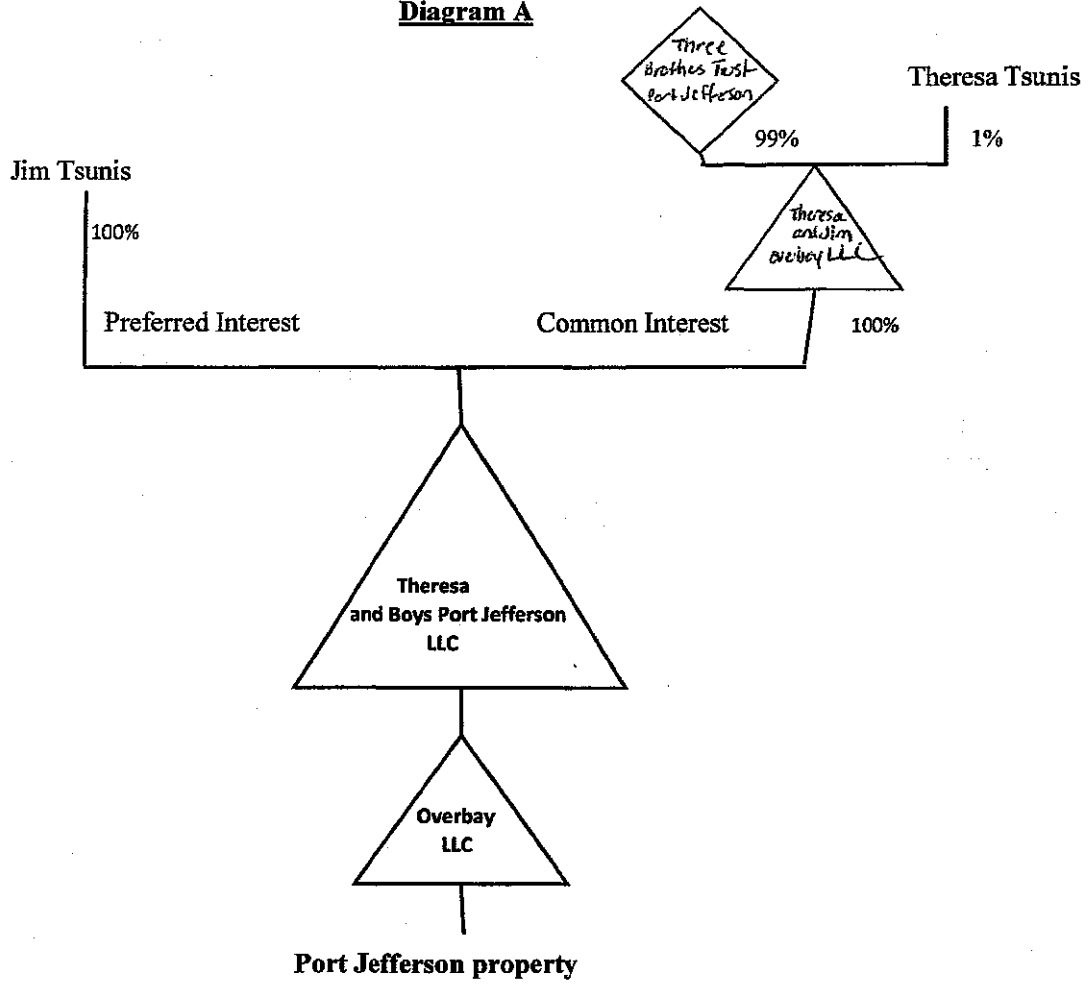 Diagram A
Three
Brothes Trust
Port Jefferson
Theresa Tsunis
99%
1%
Jim Tsunis
100%
Theresa
and Jim
overbay LLC
Preferred Interest
Common Interest
100%
Theresa
and Boys Port Jefferson
LLC
Overbay
LLC
Port Jefferson property